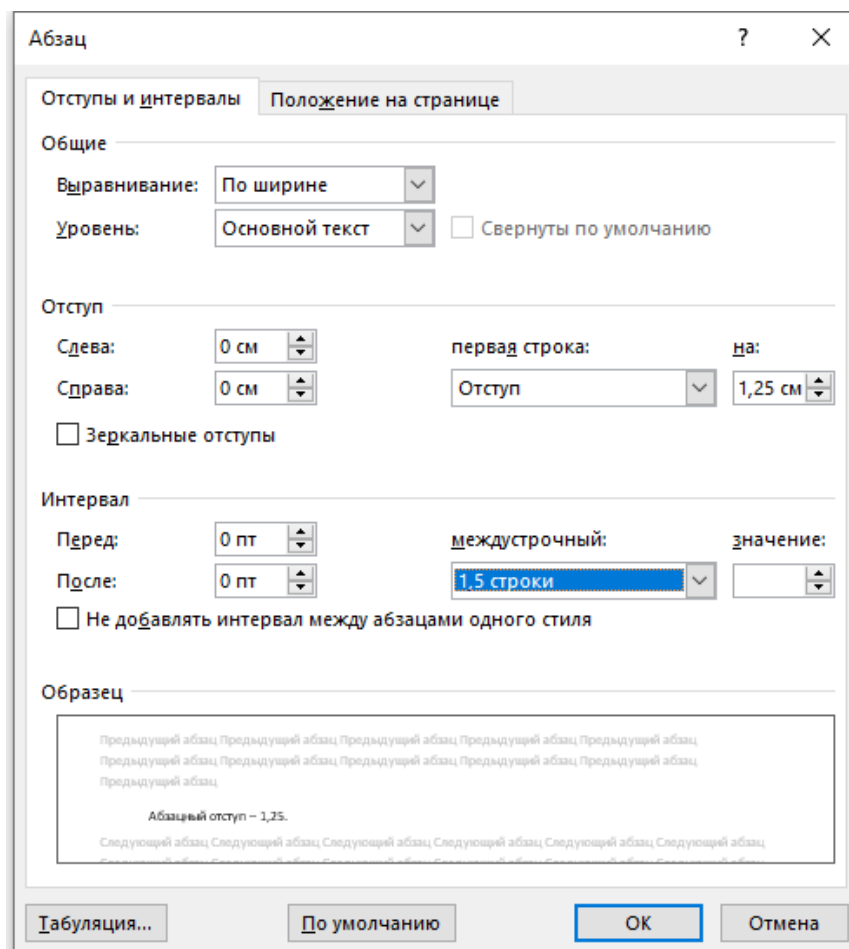 Абзац ?
Отступы и интервалы Положение на странице
Общие
Выравнивание: По ширине
Уровень: Основной текст Свернуты по умолчанию
Отступ
Слева: 0 см первая строка: на:
Справа: 0 см Отступ 1,25 см
Зеркальные отступы
Интервал
Перед: 0 пт междустрочный: значение:
После: 0 пт 1,5 строки
Не добавлять интервал между абзацами одного стиля
Образец
Предыдущий абзац Предыдущий абзац Предыдущий абзац Предыдущий абзац Предыдущий абзац
Предыдущий абзац Предыдущий абзац Предыдущий абзац Предыдущий абзац Предыдущий абзац
Предыдущий абзац
Абзацный отступ – 1,25.
Следующий абзац Следующий абзац Следующий абзац Следующий абзац Следующий абзац Следующий абзац
Табуляция... По умолчанию ОК Отмена